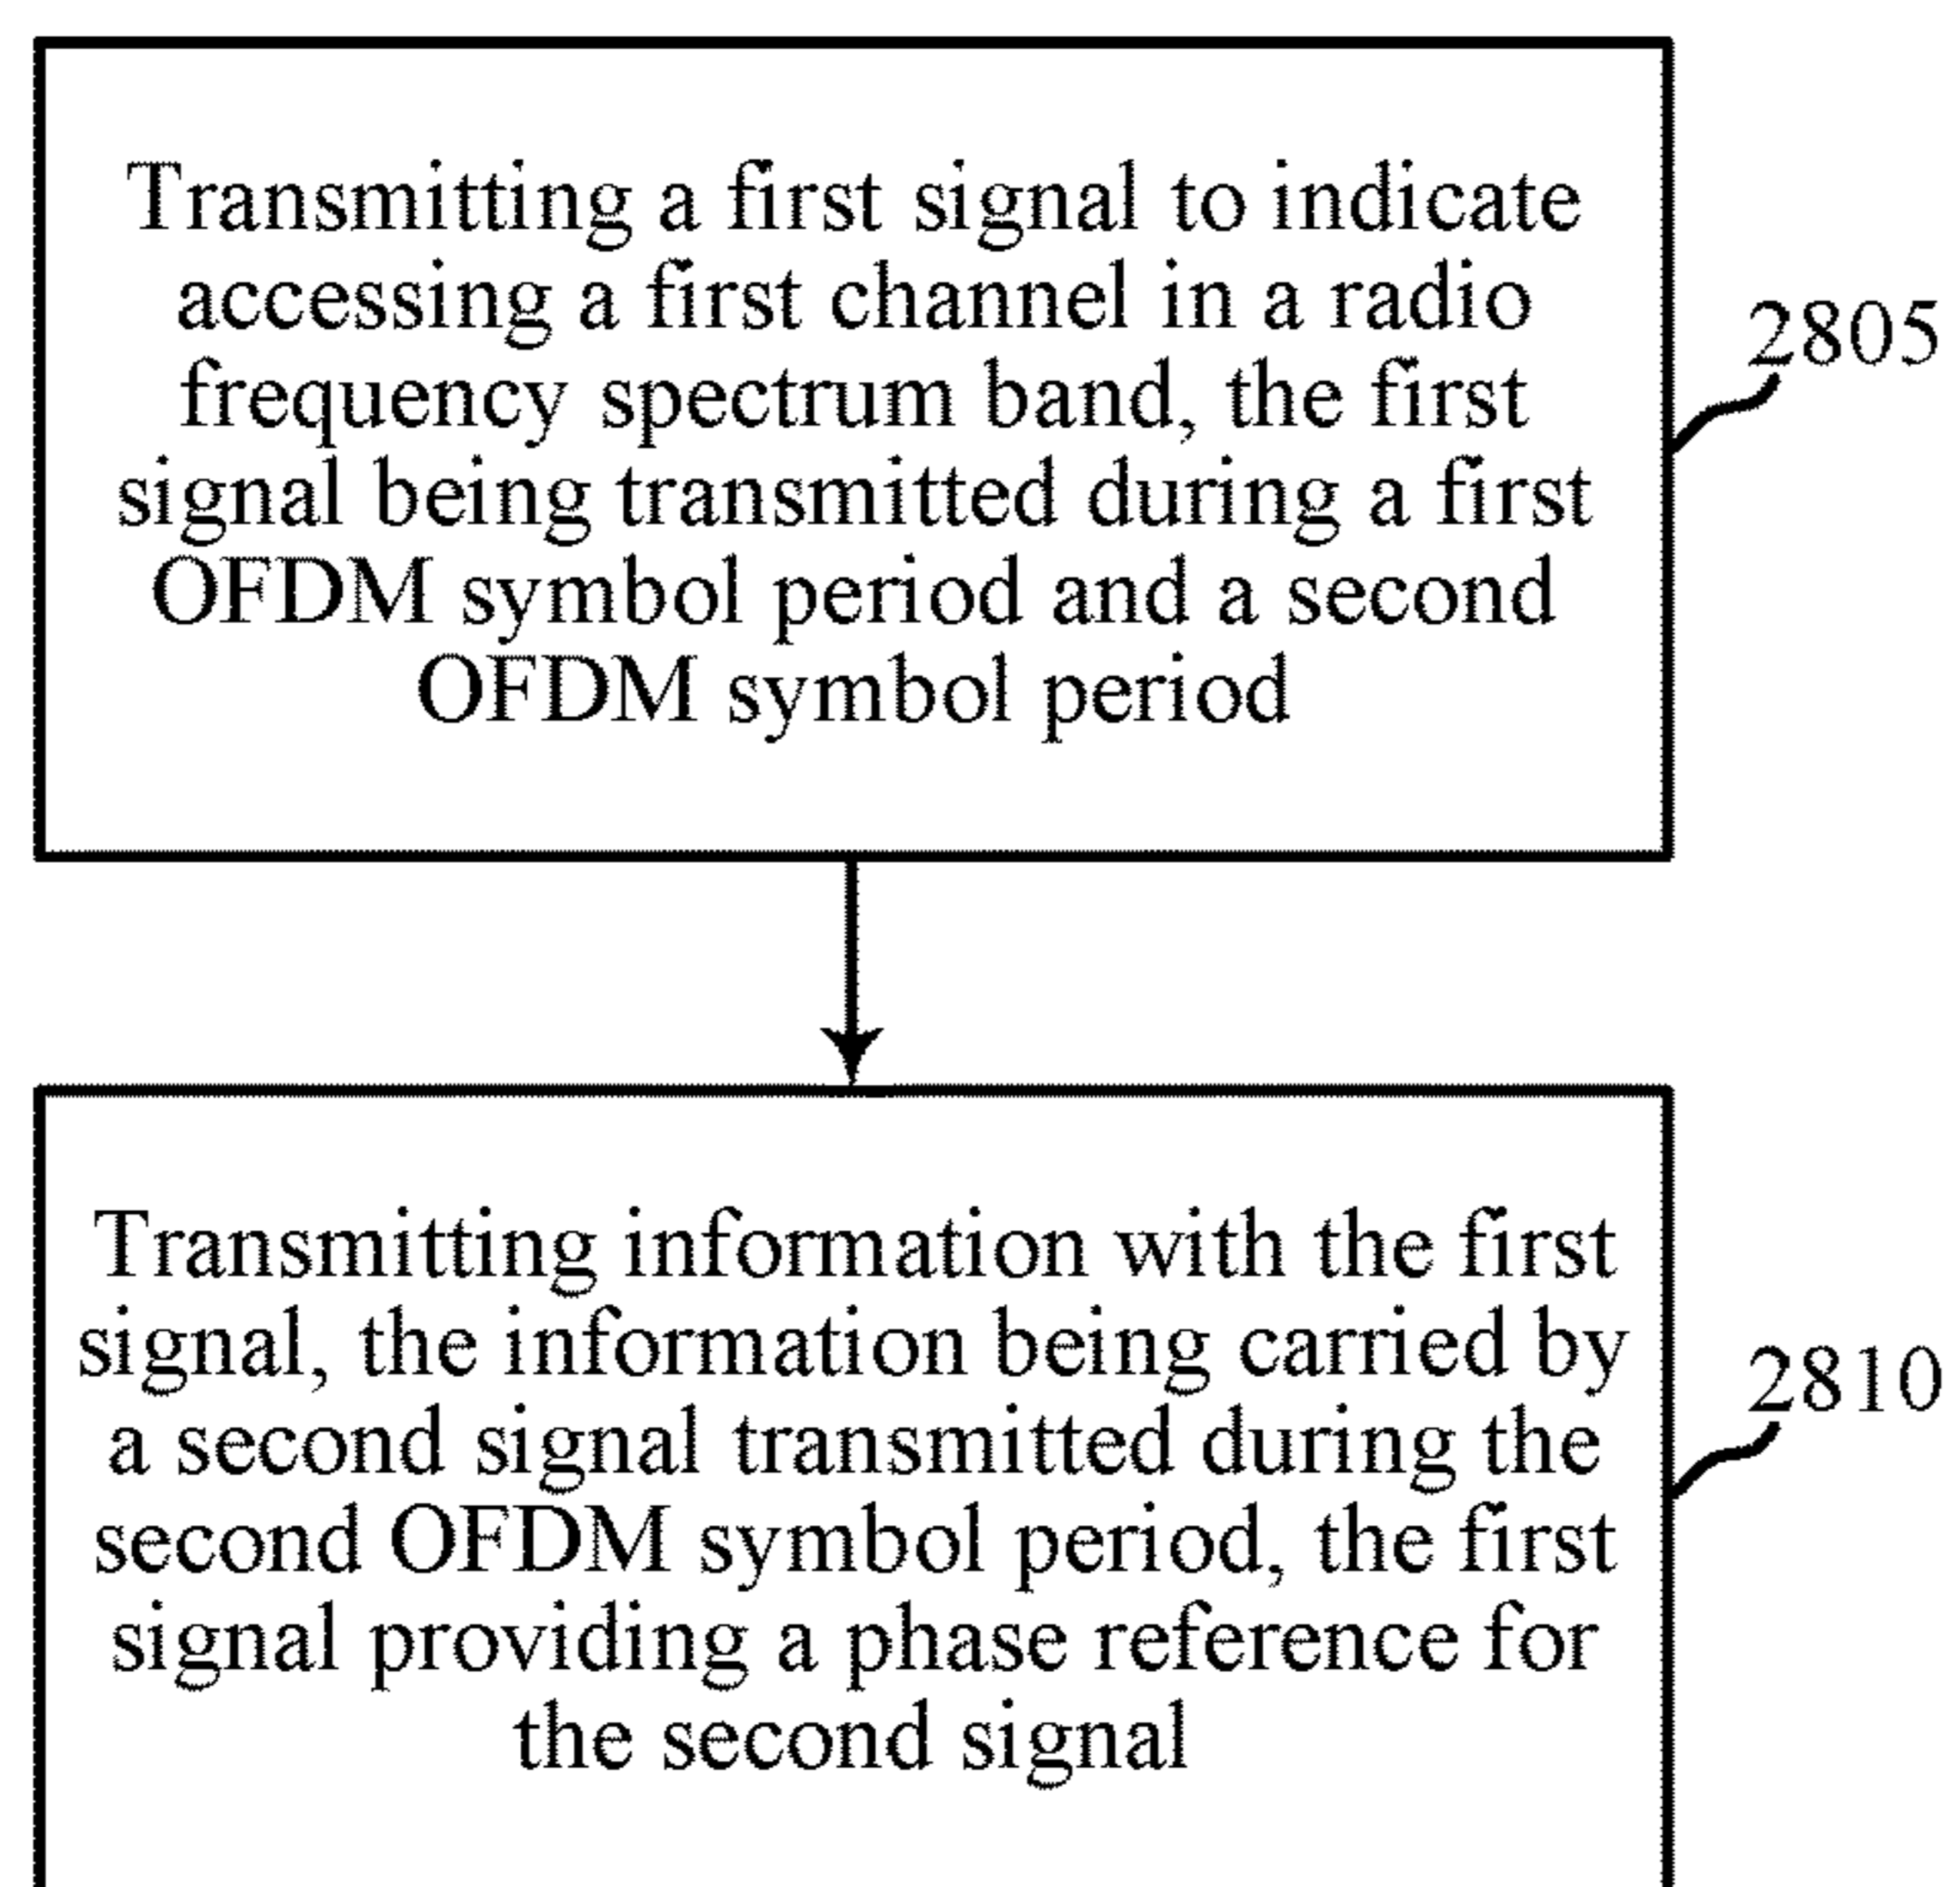 Transmitting a first signal to indicate
accessing a first channel in a radio
frequency spectrum band, the first
signal being transmitted during a first
OFDM symbol period and a second
OFDM symbol period
2805
Transmitting information with the first
signal, the information being carried by
a second signal transmitted during the
second OFDM symbol period, the first
signal providing a phase reference for
the second signal
2810